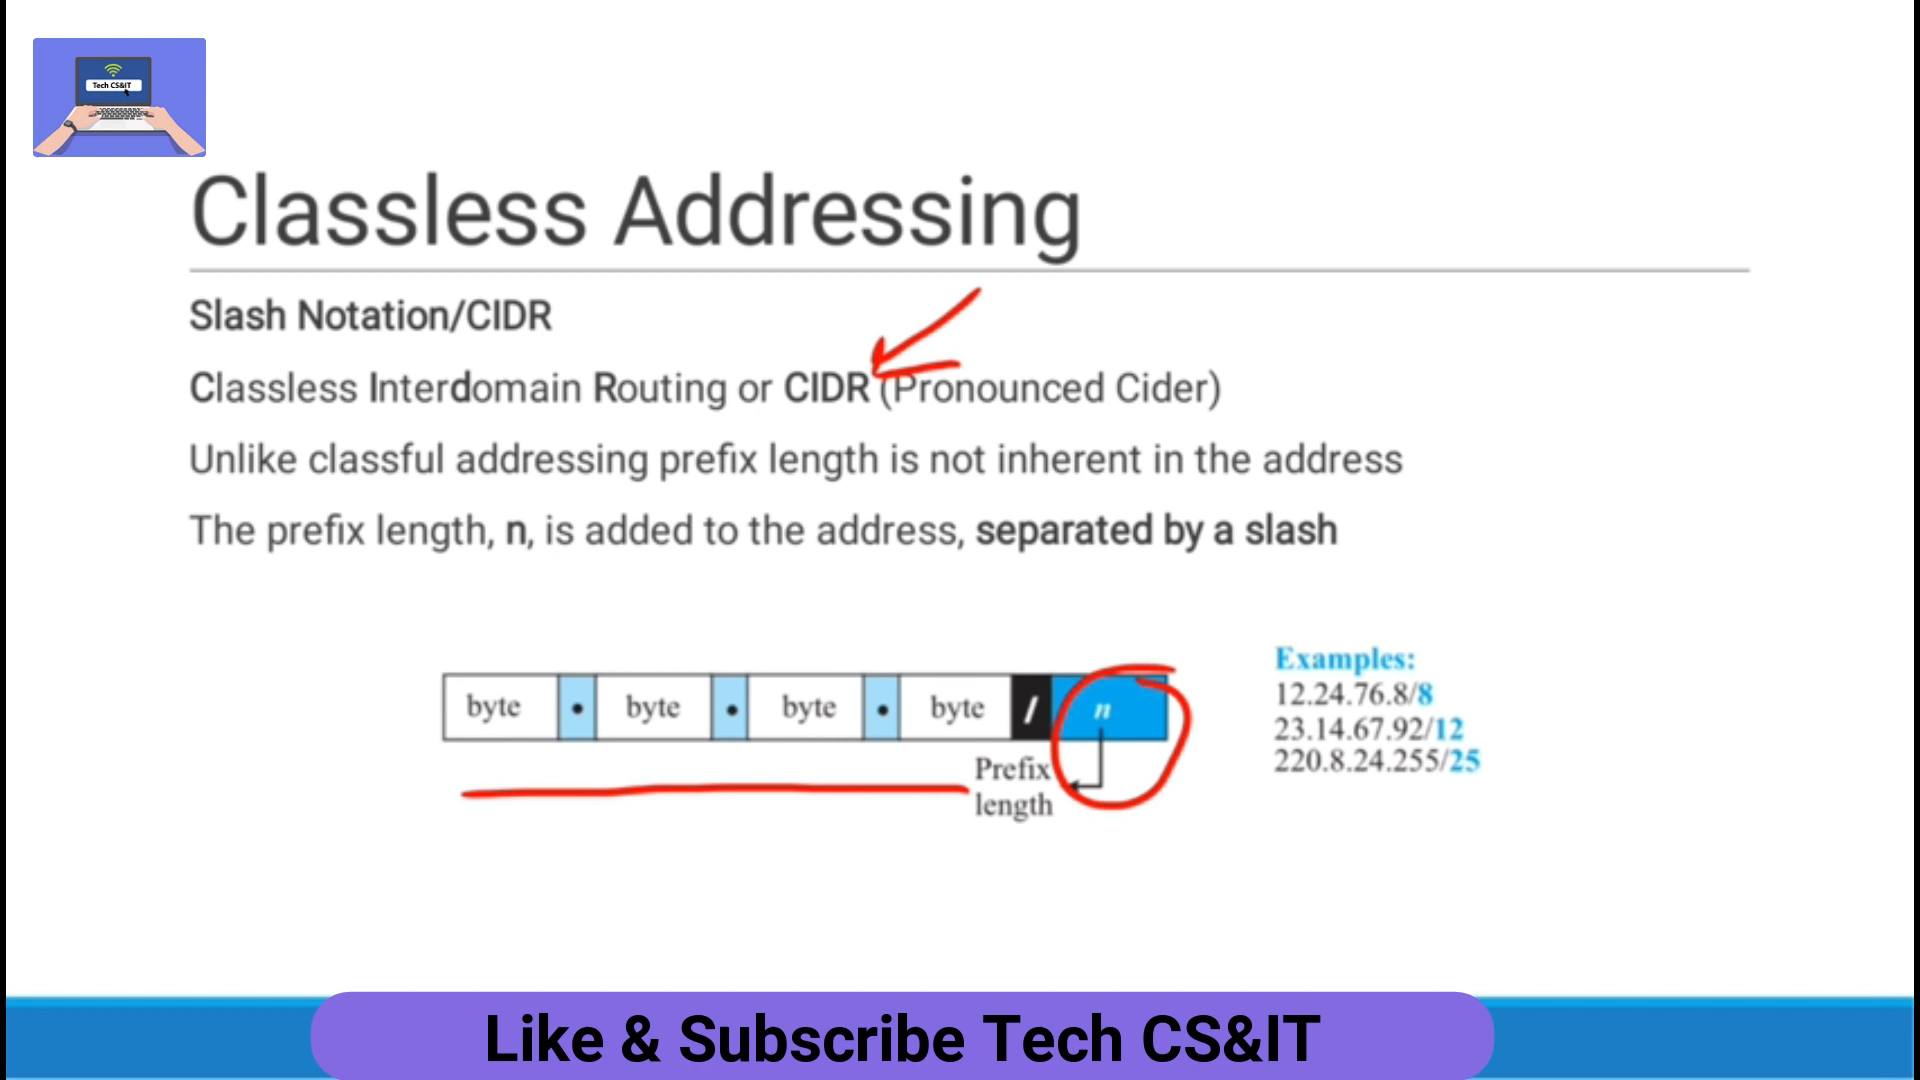 Tech CS&IT
Classless Addressing
Slash Notation/CIDR
Classless Interdomain Routing or CIDR (Pronounced Cider)
Unlike classful addressing prefix length is not inherent in the address
The prefix length, n, is added to the address, separated by a slash
byte • byte • byte • byte / n
Prefix
length
Examples:
12.24.76.8/8
23.14.67.92/12
220.8.24.255/25
Like & Subscribe Tech CS&IT